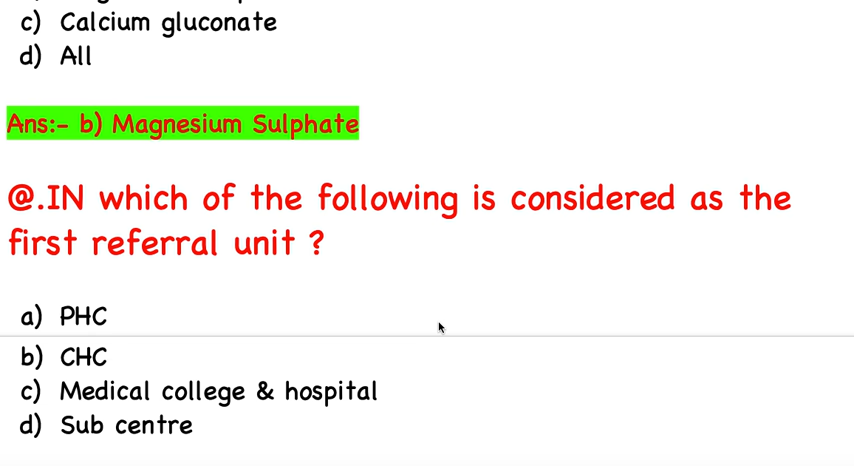 c) Calcium gluconate
d) All
Ans:- b) Magnesium Sulphate
@.IN which of the following is considered as the
first referral unit ?
a) PHC
b) CHC
c) Medical college & hospital
d) Sub centre